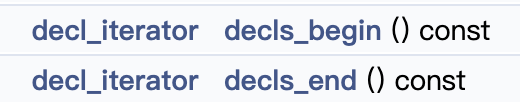 decl_iterator decls_begin () const
decl_iterator decls_end () const